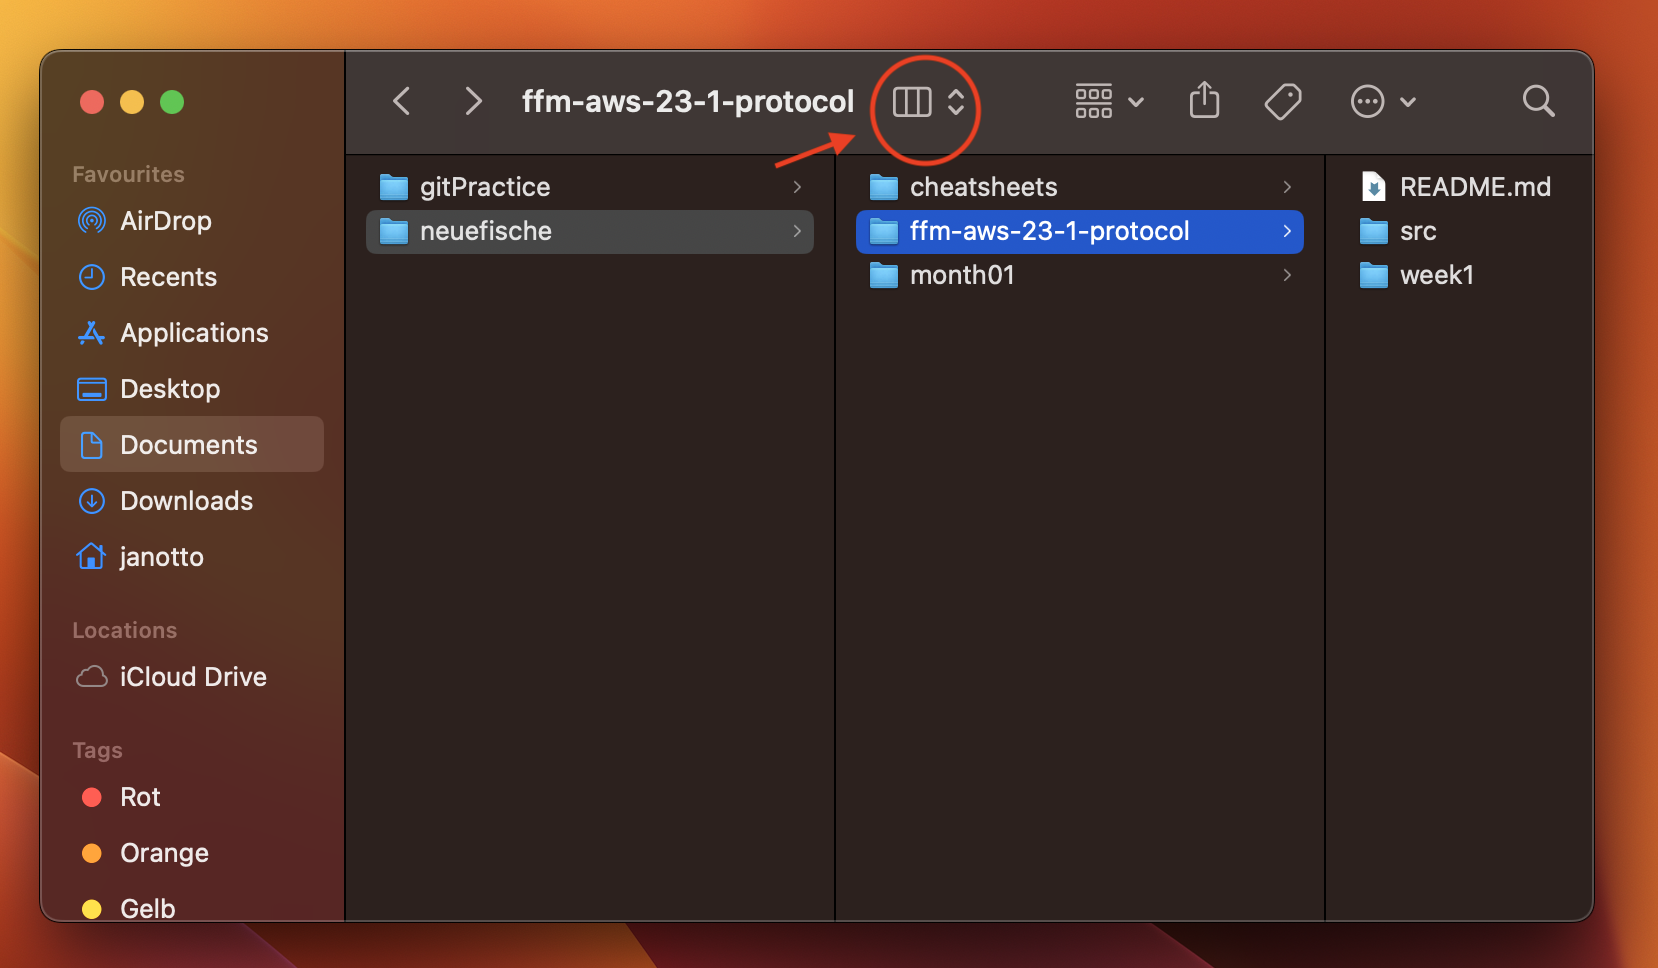 ffm-aws-23-1-protocol
Favourites
AirDrop
Recents
Applications
Desktop
Documents
Downloads
janotto
Locations
iCloud Drive
Tags
Rot
Orange
Gelb
gitPractice
neuefische
cheatsheets
ffm-aws-23-1-protocol
month01
README.md
src
week1